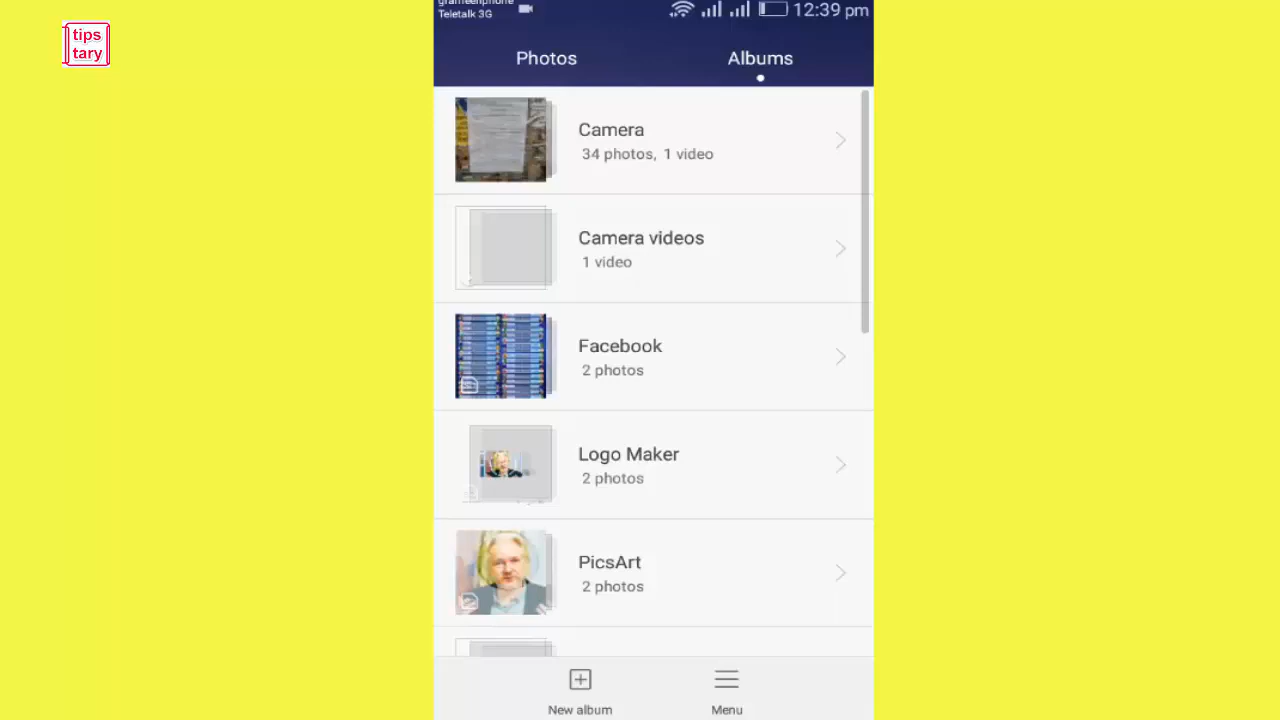 tips
tary
grameenphone
Teletalk 3G
12:39 pm
Photos
Albums
Camera
34 photos, 1 video
Camera videos
1 video
Facebook
2 photos
Logo Maker
2 photos
PicsArt
2 photos
New album
Menu